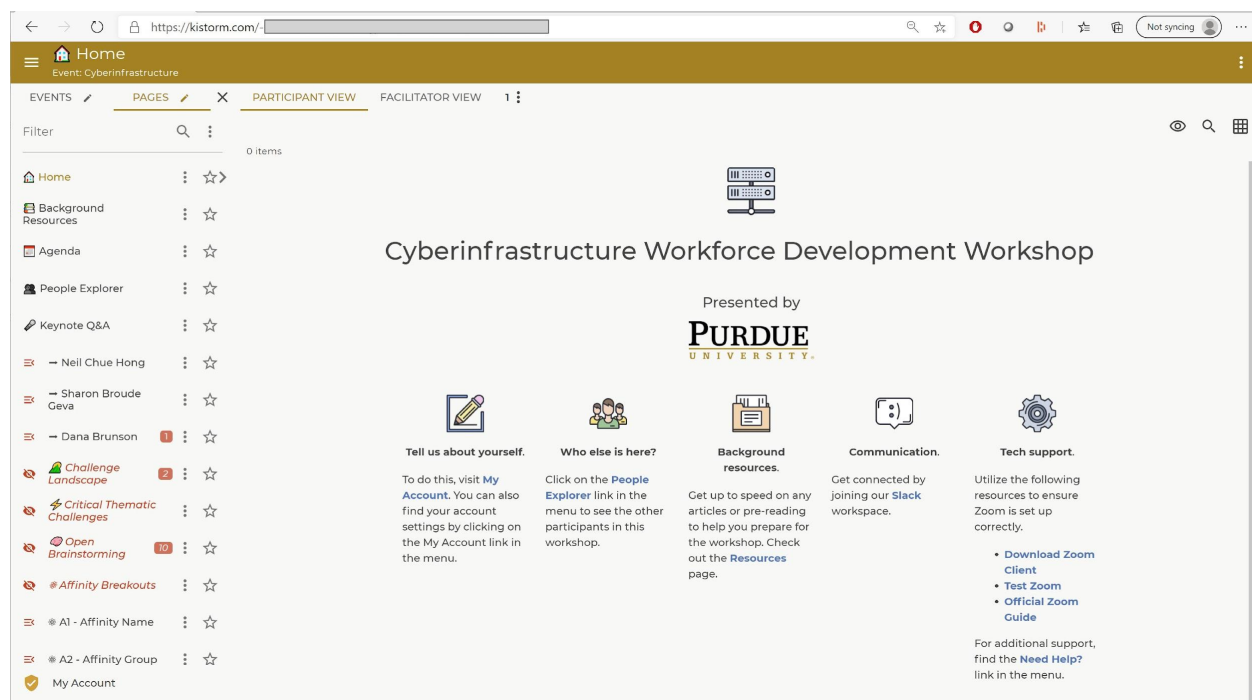 https://kistorm.com/-
Not syncing
Home
Event: Cyberinfrastructure
EVENTS PAGES PARTICIPANT VIEW FACILITATOR VIEW 1
Filter
0 items
Home
Background
Resources
Agenda
People Explorer
Keynote Q&A
→ Neil Chue Hong
→ Sharon Broude
Geva
→ Dana Brunson 1
Challenge
Landscape 2
Critical Thematic
Challenges
Open
Brainstorming 10
Affinity Breakouts
A1 - Affinity Name
A2 - Affinity Group
My Account
Cyberinfrastructure Workforce Development Workshop
Presented by
PURDUE
UNIVERSITY
Tell us about yourself.
To do this, visit My
Account. You can also
find your account
settings by clicking on
the My Account link in
the menu.
Who else is here?
Click on the People
Explorer link in the
menu to see the other
participants in this
workshop.
Background
resources.
Get up to speed on any
articles or pre-reading
to help you prepare for
the workshop. Check
out the Resources
page.
Communication.
Get connected by
joining our Slack
workspace.
Tech support.
Utilize the following
resources to ensure
Zoom is set up
correctly.
• Download Zoom
Client
• Test Zoom
• Official Zoom
Guide
For additional support,
find the Need Help?
link in the menu.